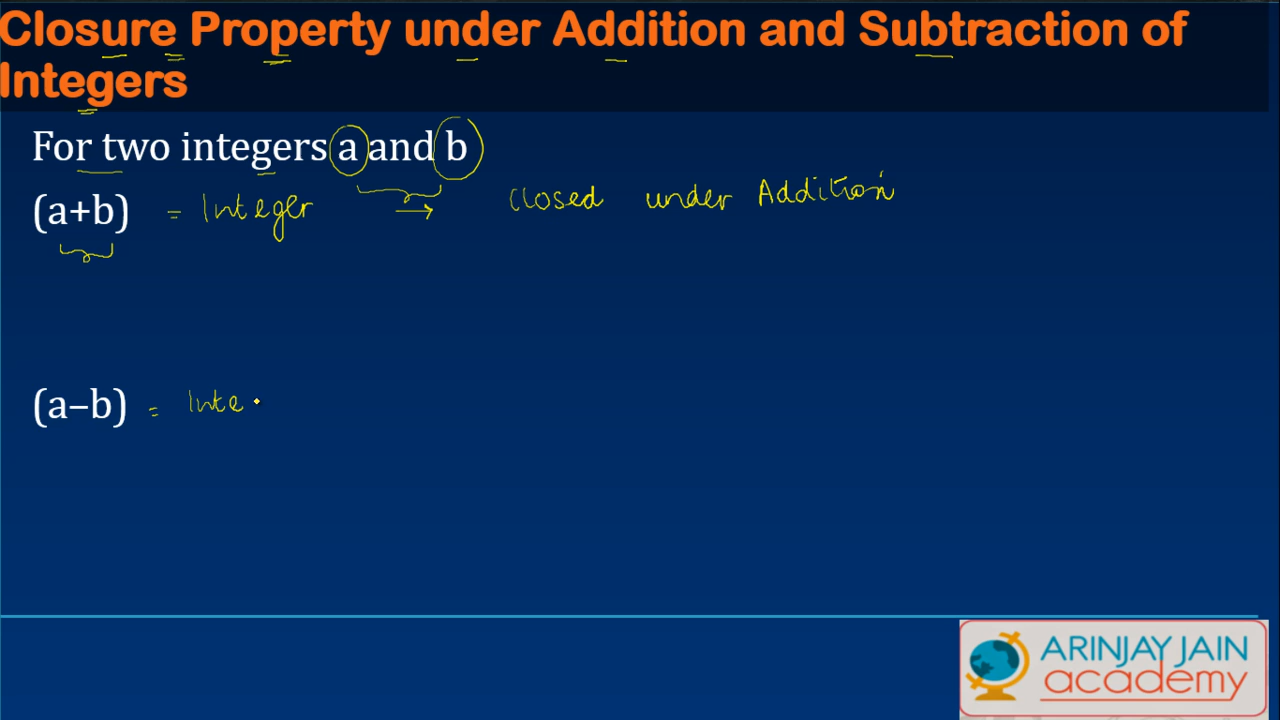 Closure Property under Addition and Subtraction of
Integers
For two integers a and b
(a+b) = Integer → closed under Addition
(a–b) = Inte
ARINJAY JAIN
academy